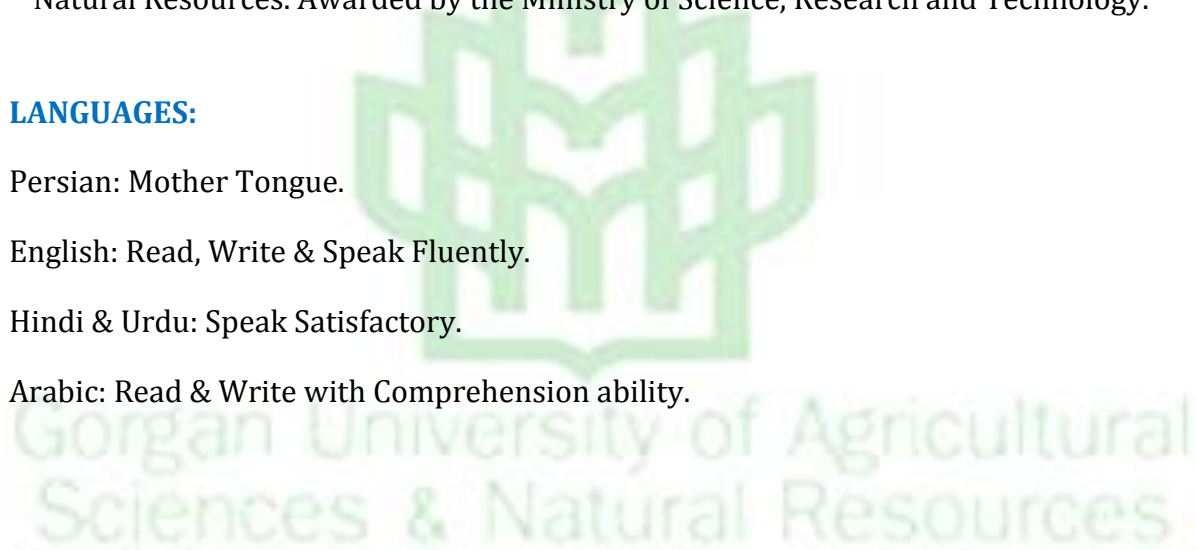 Natural Resources. Awarded by the Ministry of Science, Research and Technology.
LANGUAGES:
Persian: Mother Tongue.
English: Read, Write & Speak Fluently.
Hindi & Urdu: Speak Satisfactory.
Arabic: Read & Write with Comprehension ability.
Gorgan University of Agricultural
Sciences & Natural Resources